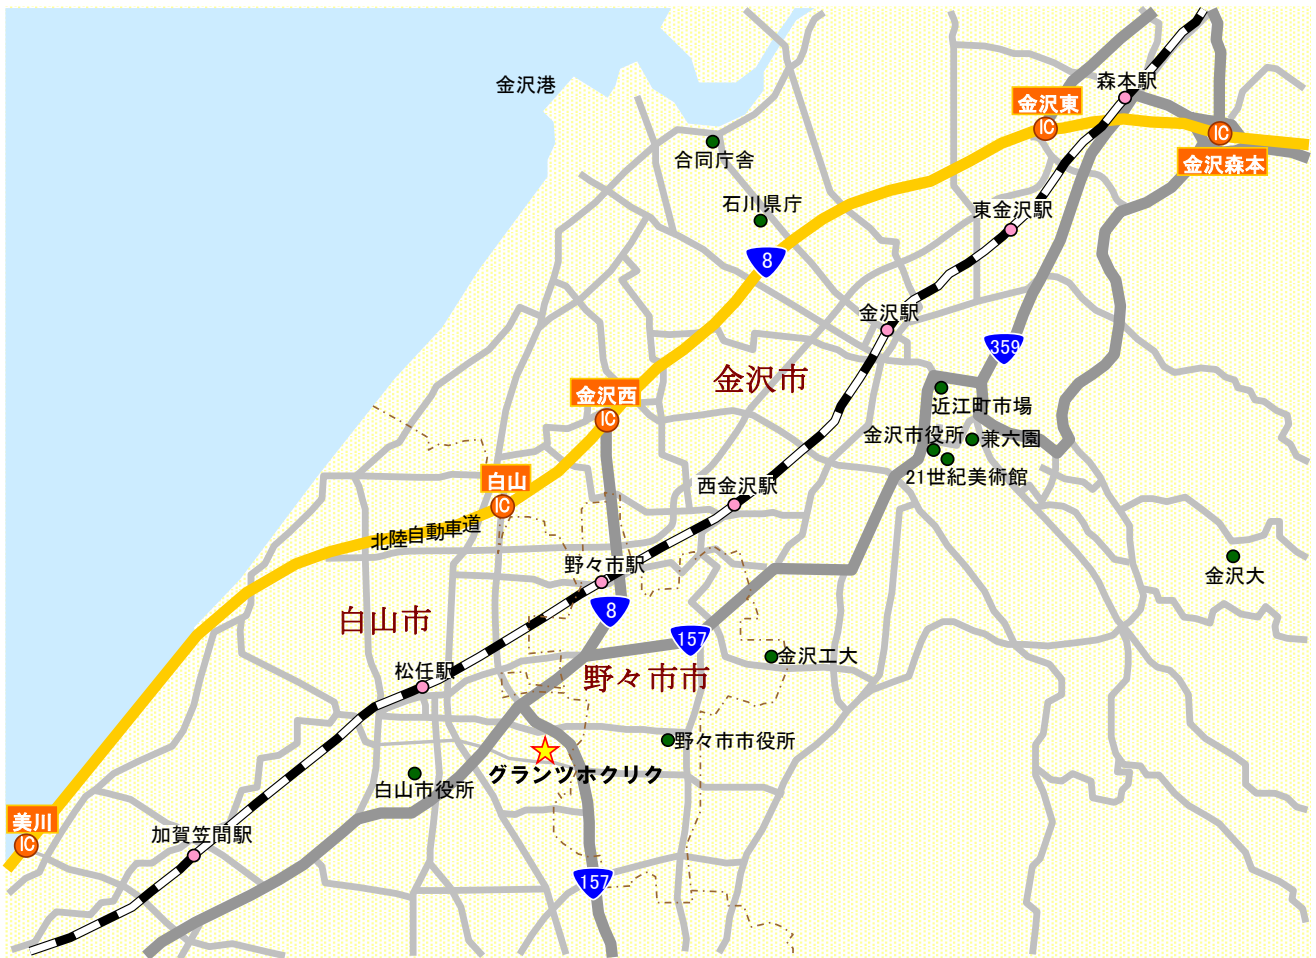 金沢港
森本駅
金沢東
IC
IC
金沢森本
合同庁舎
石川県庁
東金沢駅
8
金沢駅
359
金沢市
金沢西
IC
近江町市場
金沢市役所
兼六園
21世紀美術館
白山
IC
西金沢駅
北陸自動車道
野々市駅
金沢大
8
白山市
157
金沢工大
松任駅
野々市市
野々市市役所
グランツホクリク
白山市役所
美川
IC
加賀笠間駅
157